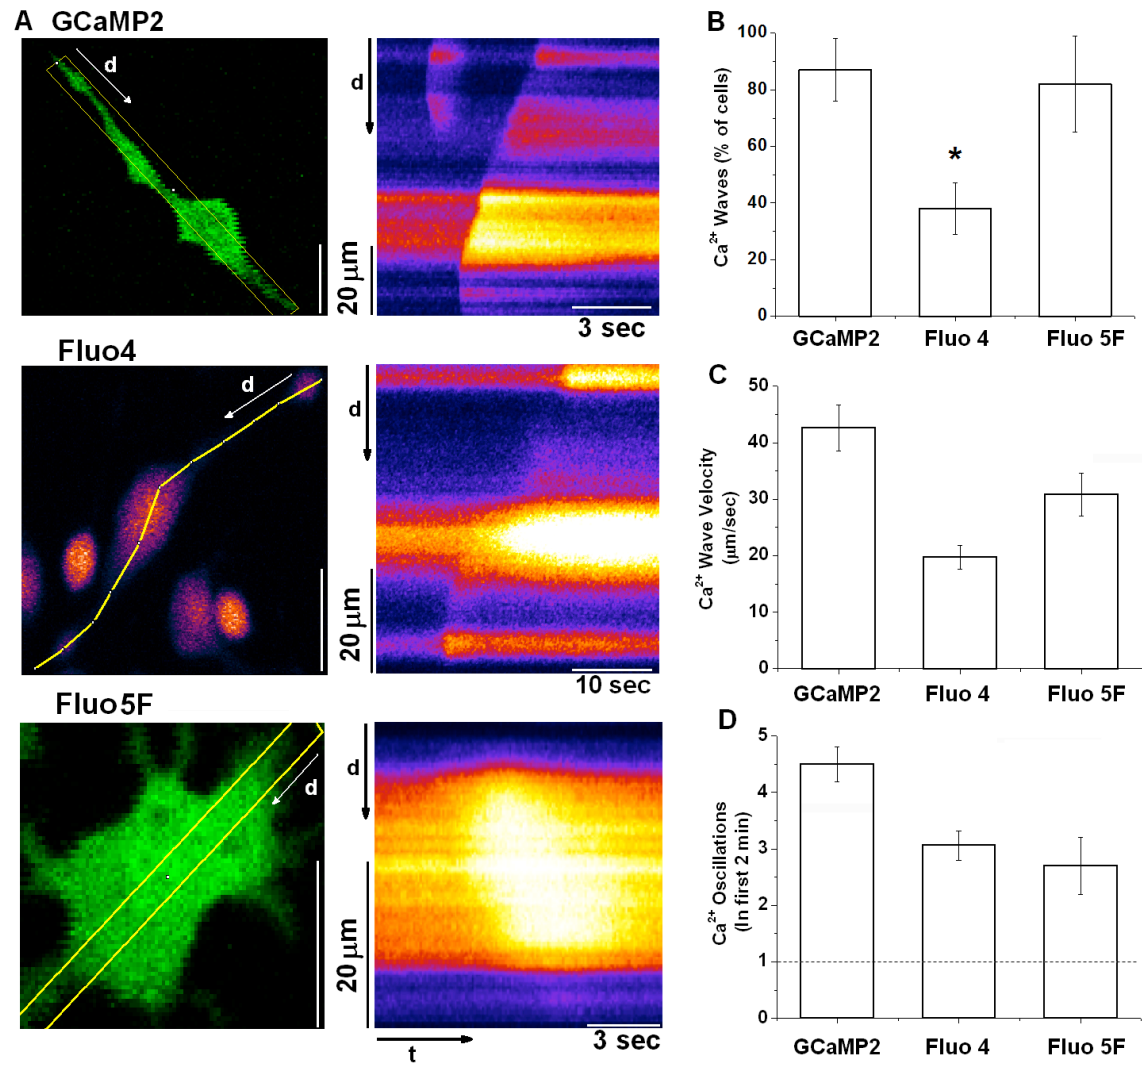 A GCaMP2
d
d
20 μm
3 sec
Fluo4
d
d
20 μm
10 sec
Fluo5F
d
d
20 μm
3 sec
t
B
100
80
60
40
20
0
Ca2+ Waves (% of cells)
*
GCaMP2 Fluo 4 Fluo 5F
C
50
40
30
20
10
0
Ca2+ Wave Velocity
(μm/sec)
GCaMP2 Fluo 4 Fluo 5F
D
5
4
3
2
1
0
Ca2+ Oscillations
(In first 2 min)
GCaMP2 Fluo 4 Fluo 5F